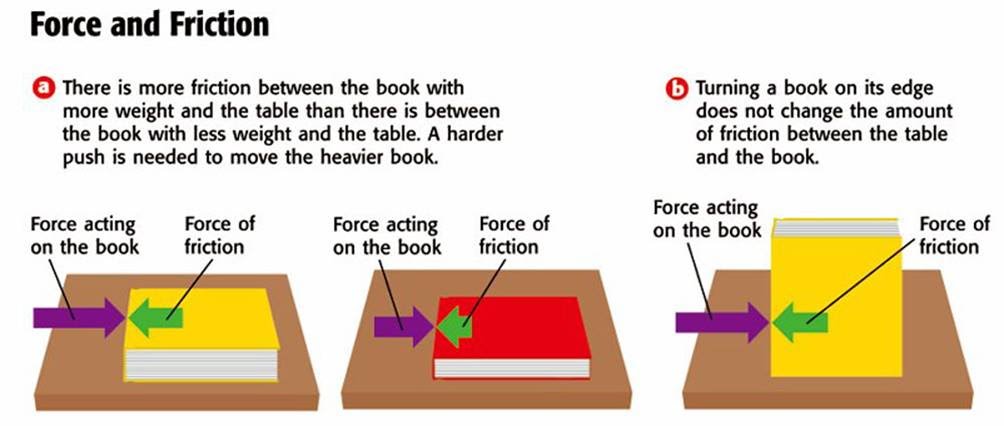 Force and Friction
a There is more friction between the book with
more weight and the table than there is between
the book with less weight and the table. A harder
push is needed to move the heavier book.
b Turning a book on its edge
does not change the amount
of friction between the table
and the book.
Force acting
on the book
Force of
friction
Force acting
on the book
Force of
friction
Force acting
on the book
Force of
friction